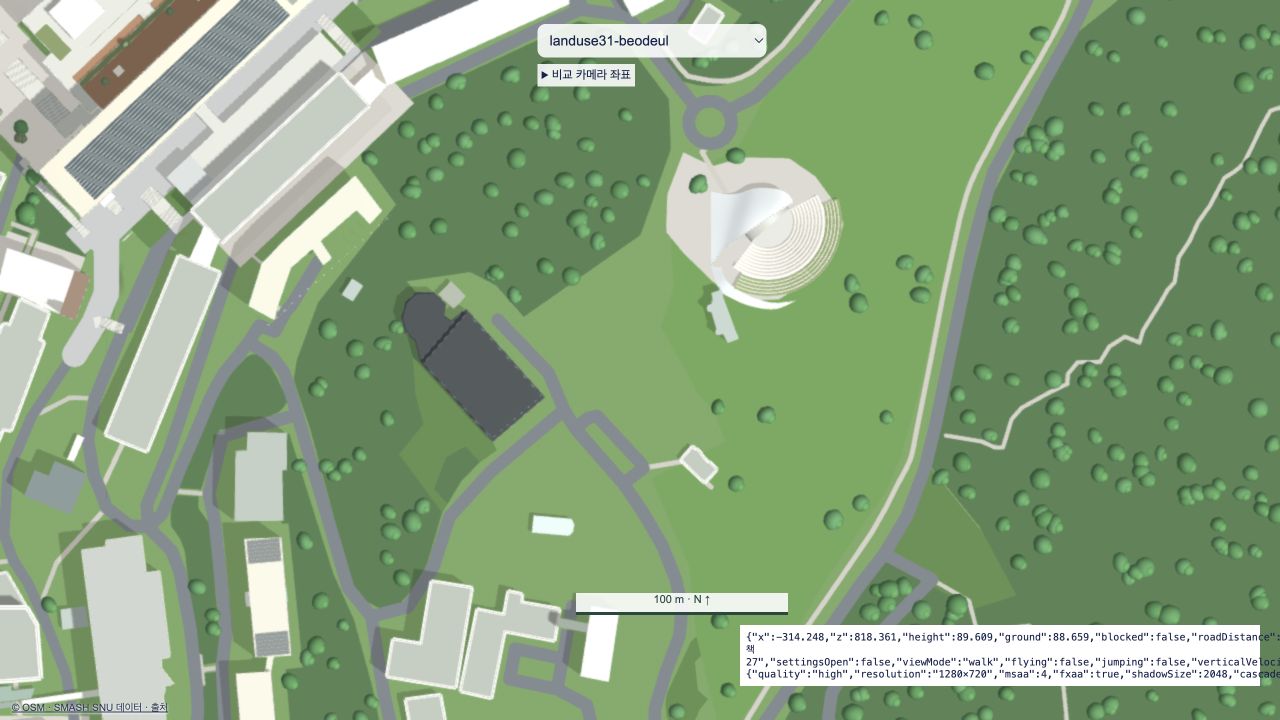 landuse31-beodeul
▶ 비교 카메라 좌표
100 m · N ↑
{"x":−314.248,"z":818.361,"height":89.609,"ground":88.659,"blocked":false,"roadDistance":
책
27","settingsOpen":false,"viewMode":"walk","flying":false,"jumping":false,"verticalVeloci
{"quality":"high","resolution":"1280×720","msaa":4,"fxaa":true,"shadowSize":2048,"cascade
© OSM · SMASH SNU 데이터 · 출처